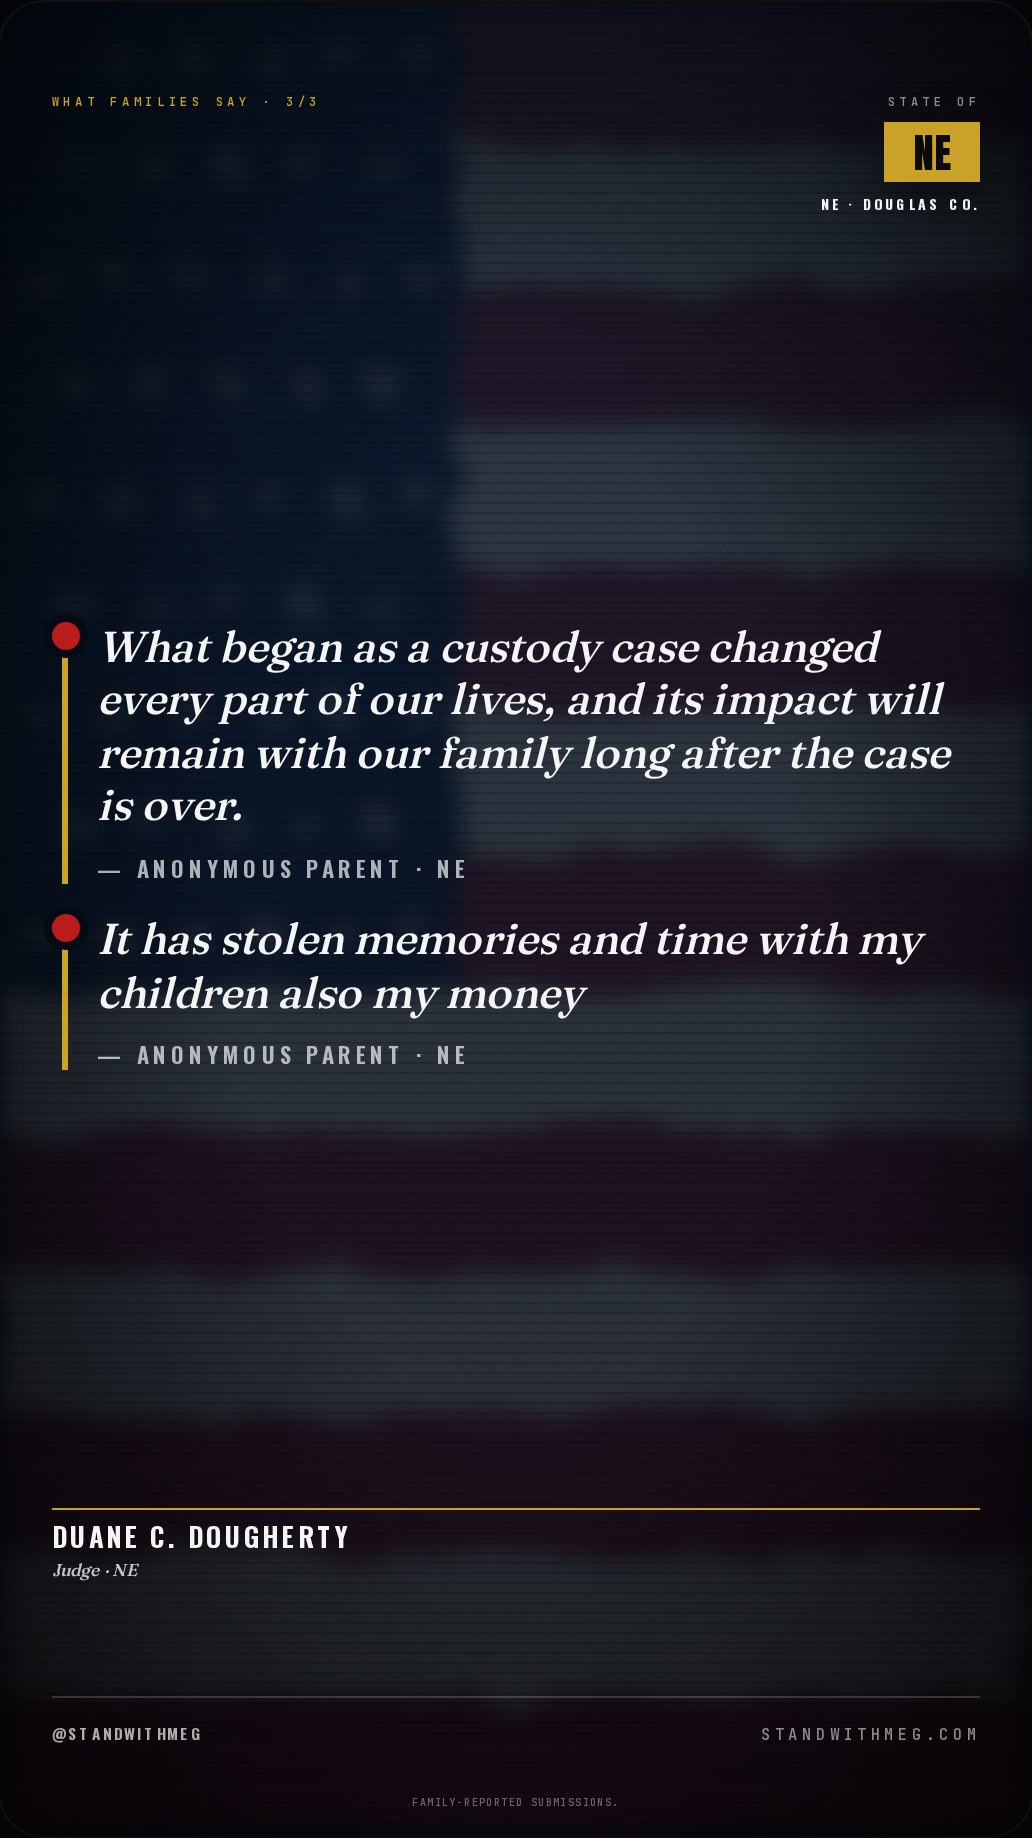 WHAT FAMILIES SAY · 3/3
STATE OF
NE
NE · DOUGLAS CO.
What began as a custody case changed
every part of our lives, and its impact will
remain with our family long after the case
is over.
— ANONYMOUS PARENT · NE
It has stolen memories and time with my
children also my money
— ANONYMOUS PARENT · NE
DUANE C. DOUGHERTY
Judge · NE
@STANDWITHMEG
STANDWITHMEG.COM
FAMILY-REPORTED SUBMISSIONS.